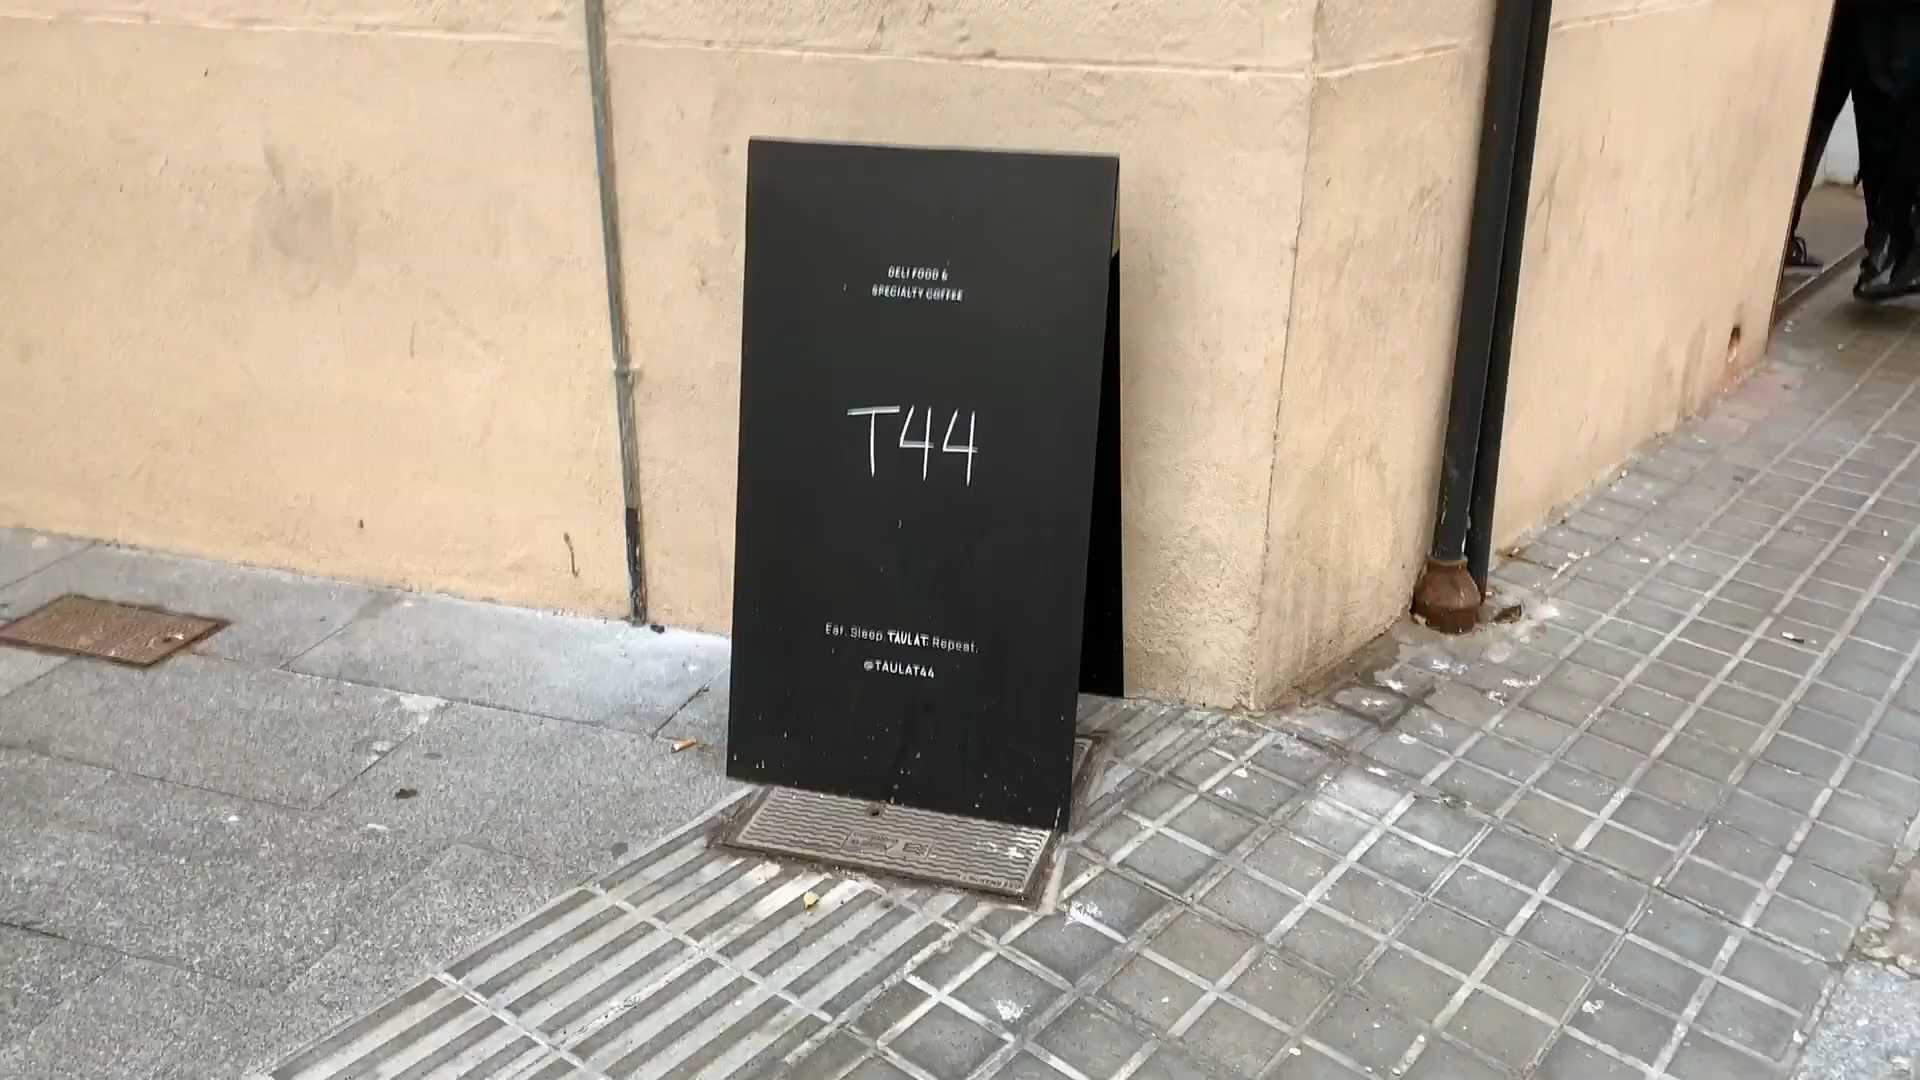 DELI FOOD &
SPECIALTY COFFEE
T44
Eat. Sleep. TAULAT. Repeat.
@TAULAT44